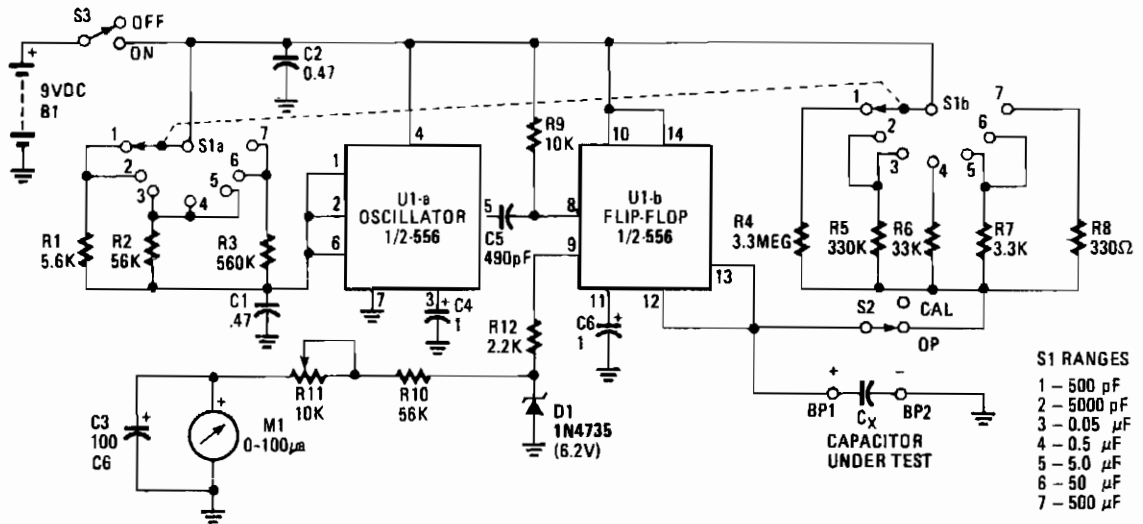 S3
OFF
ON
+
9VDC
B1
C2
0.47
1
S1a
7
2
6
3
4
5
R1
5.6K
R2
56K
R3
560K
C1
.47
4
1
2
6
U1-a
OSCILLATOR
1/2-556
5
C5
490pF
7
3
+
C4
1
R9
10K
10
14
8
9
U1-b
FLIP-FLOP
1/2-556
13
11
12
C6
1
+
R12
2.2K
1
S1b
7
2
6
3
4
5
R4
3.3MEG
R5
330K
R6
33K
R7
3.3K
R8
330Ω
S2
CAL
OP
+
-
BP1
CX
BP2
CAPACITOR
UNDER TEST
D1
1N4735
(6.2V)
R10
56K
R11
10K
+
M1
0-100μa
+
C3
100
C6
S1 RANGES
1 – 500 pF
2 – 5000 pF
3 – 0.05 μF
4 – 0.5 μF
5 – 5.0 μF
6 – 50 μF
7 – 500 μF